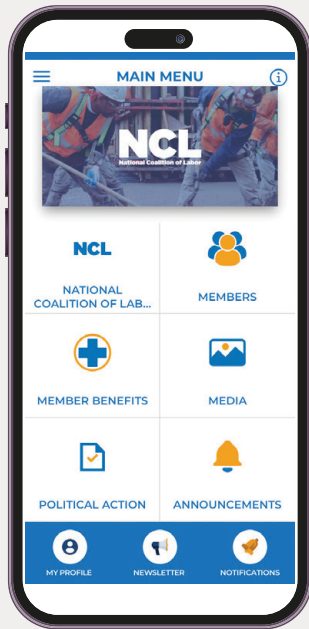 MAIN MENU
NCL
National Coalition of Labor
NCL
NATIONAL
COALITION OF LAB...
MEMBERS
MEMBER BENEFITS
MEDIA
POLITICAL ACTION
ANNOUNCEMENTS
MY PROFILE
NEWSLETTER
NOTIFICATIONS